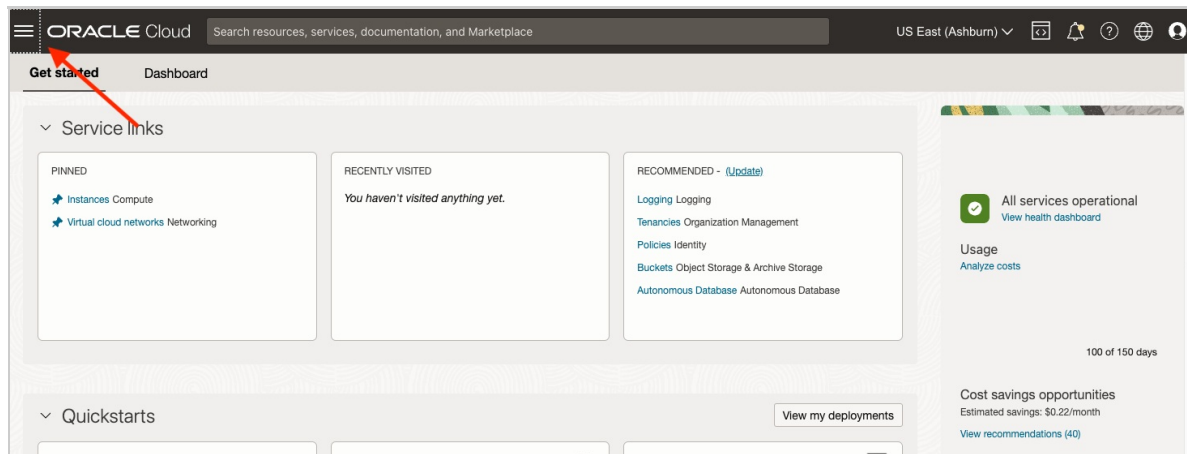 ORACLE Cloud
Search resources, services, documentation, and Marketplace
US East (Ashburn)
Get started
Dashboard
Service links
PINNED
Instances Compute
Virtual cloud networks Networking
RECENTLY VISITED
You haven't visited anything yet.
RECOMMENDED - (Update)
Logging Logging
Tenancies Organization Management
Policies Identity
Buckets Object Storage & Archive Storage
Autonomous Database Autonomous Database
All services operational
View health dashboard
Usage
Analyze costs
100 of 150 days
Cost savings opportunities
Estimated savings: $0.22/month
View recommendations (40)
Quickstarts
View my deployments